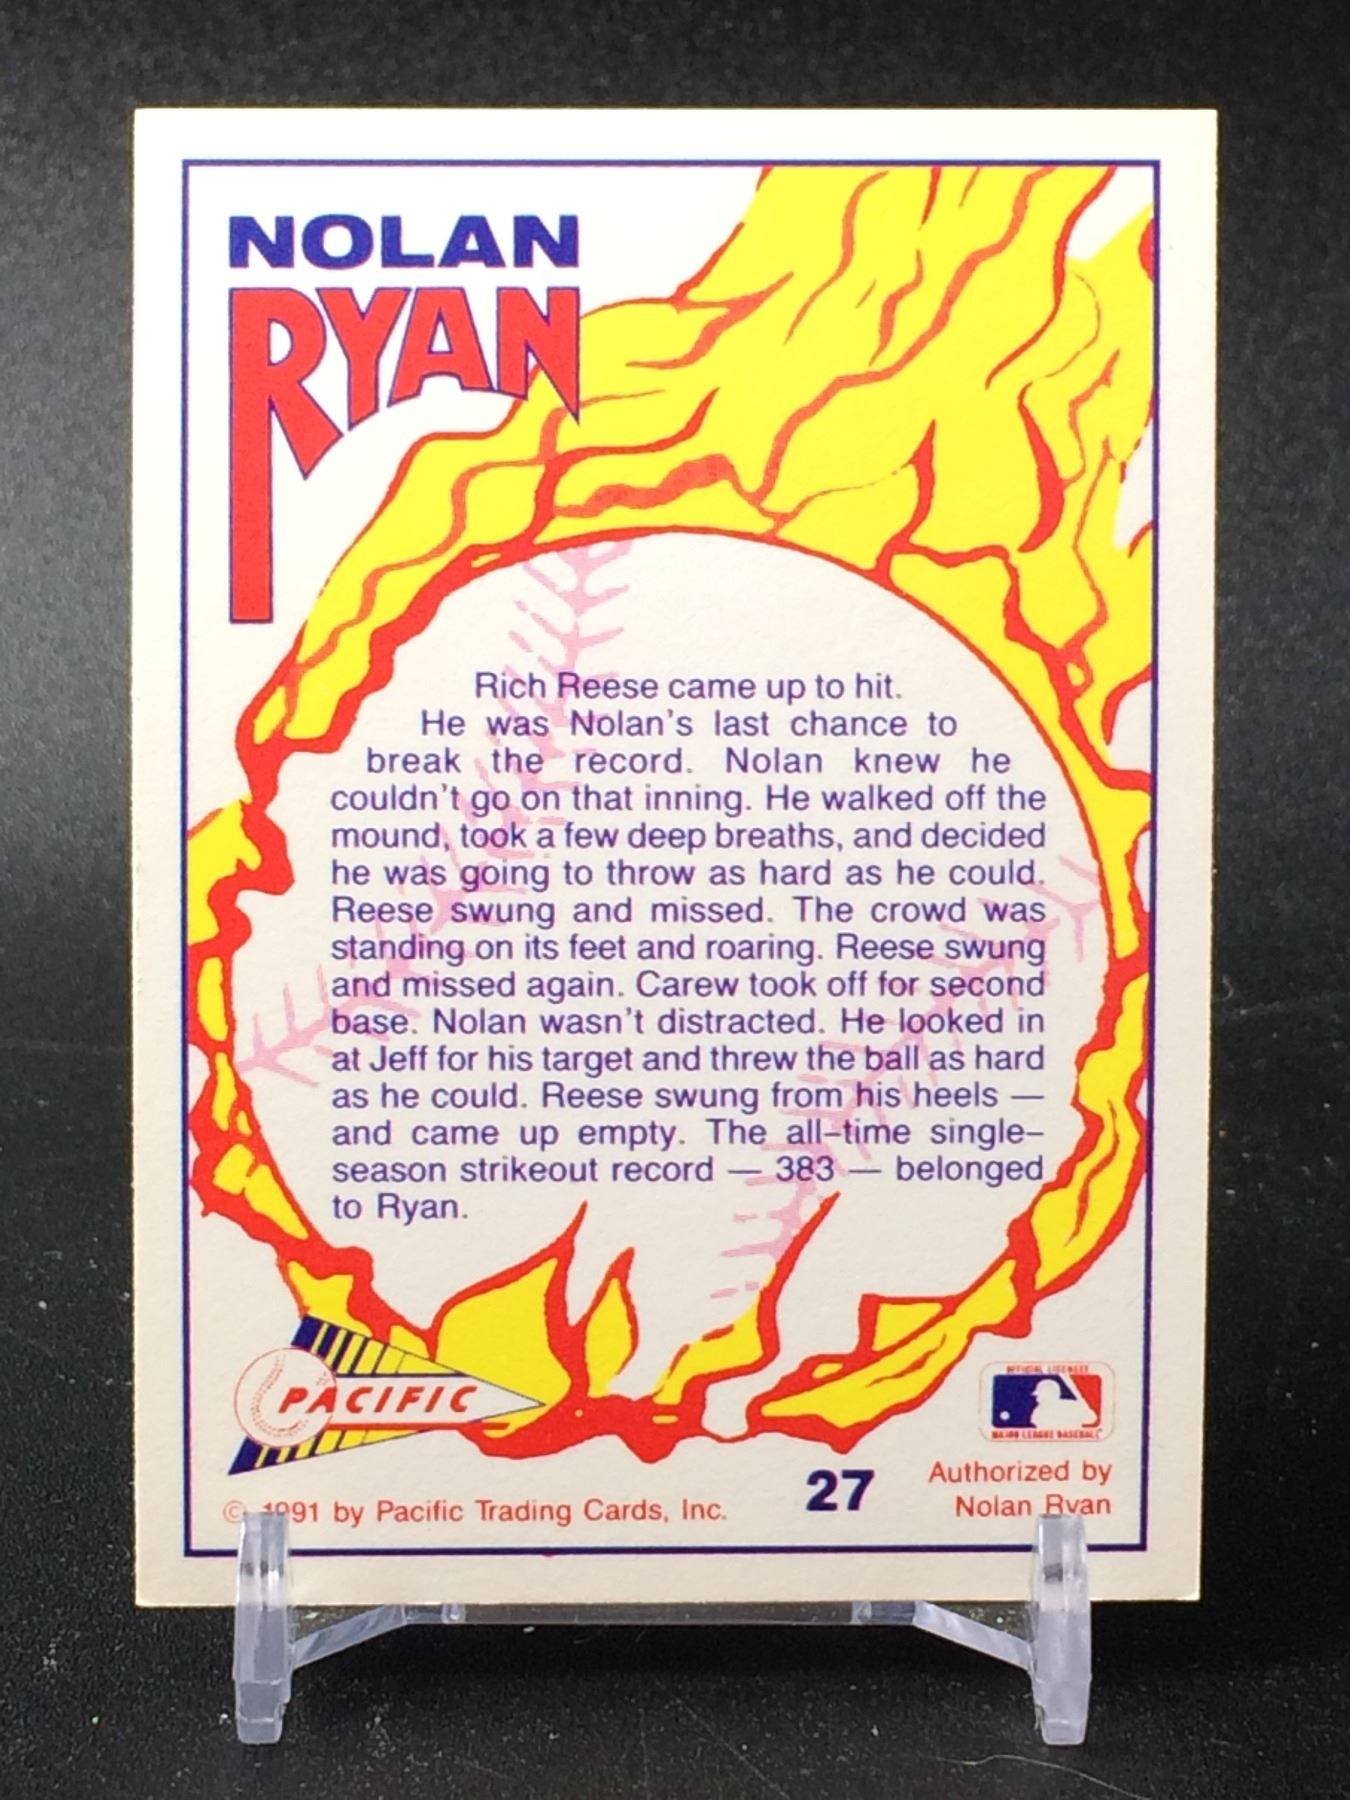 NOLAN
RYAN
Rich Reese came up to hit.
He was Nolan's last chance to
break the record. Nolan knew he
couldn't go on that inning. He walked off the
mound, took a few deep breaths, and decided
he was going to throw as hard as he could.
Reese swung and missed. The crowd was
standing on its feet and roaring. Reese swung
and missed again. Carew took off for second
base. Nolan wasn't distracted. He looked in
at Jeff for his target and threw the ball as hard
as he could. Reese swung from his heels —
and came up empty. The all-time single-
season strikeout record — 383 — belonged
to Ryan.
PACIFIC
OFFICIAL LICENSEE
MAJOR LEAGUE BASEBALL
© 1991 by Pacific Trading Cards, Inc.
27
Authorized by
Nolan Ryan